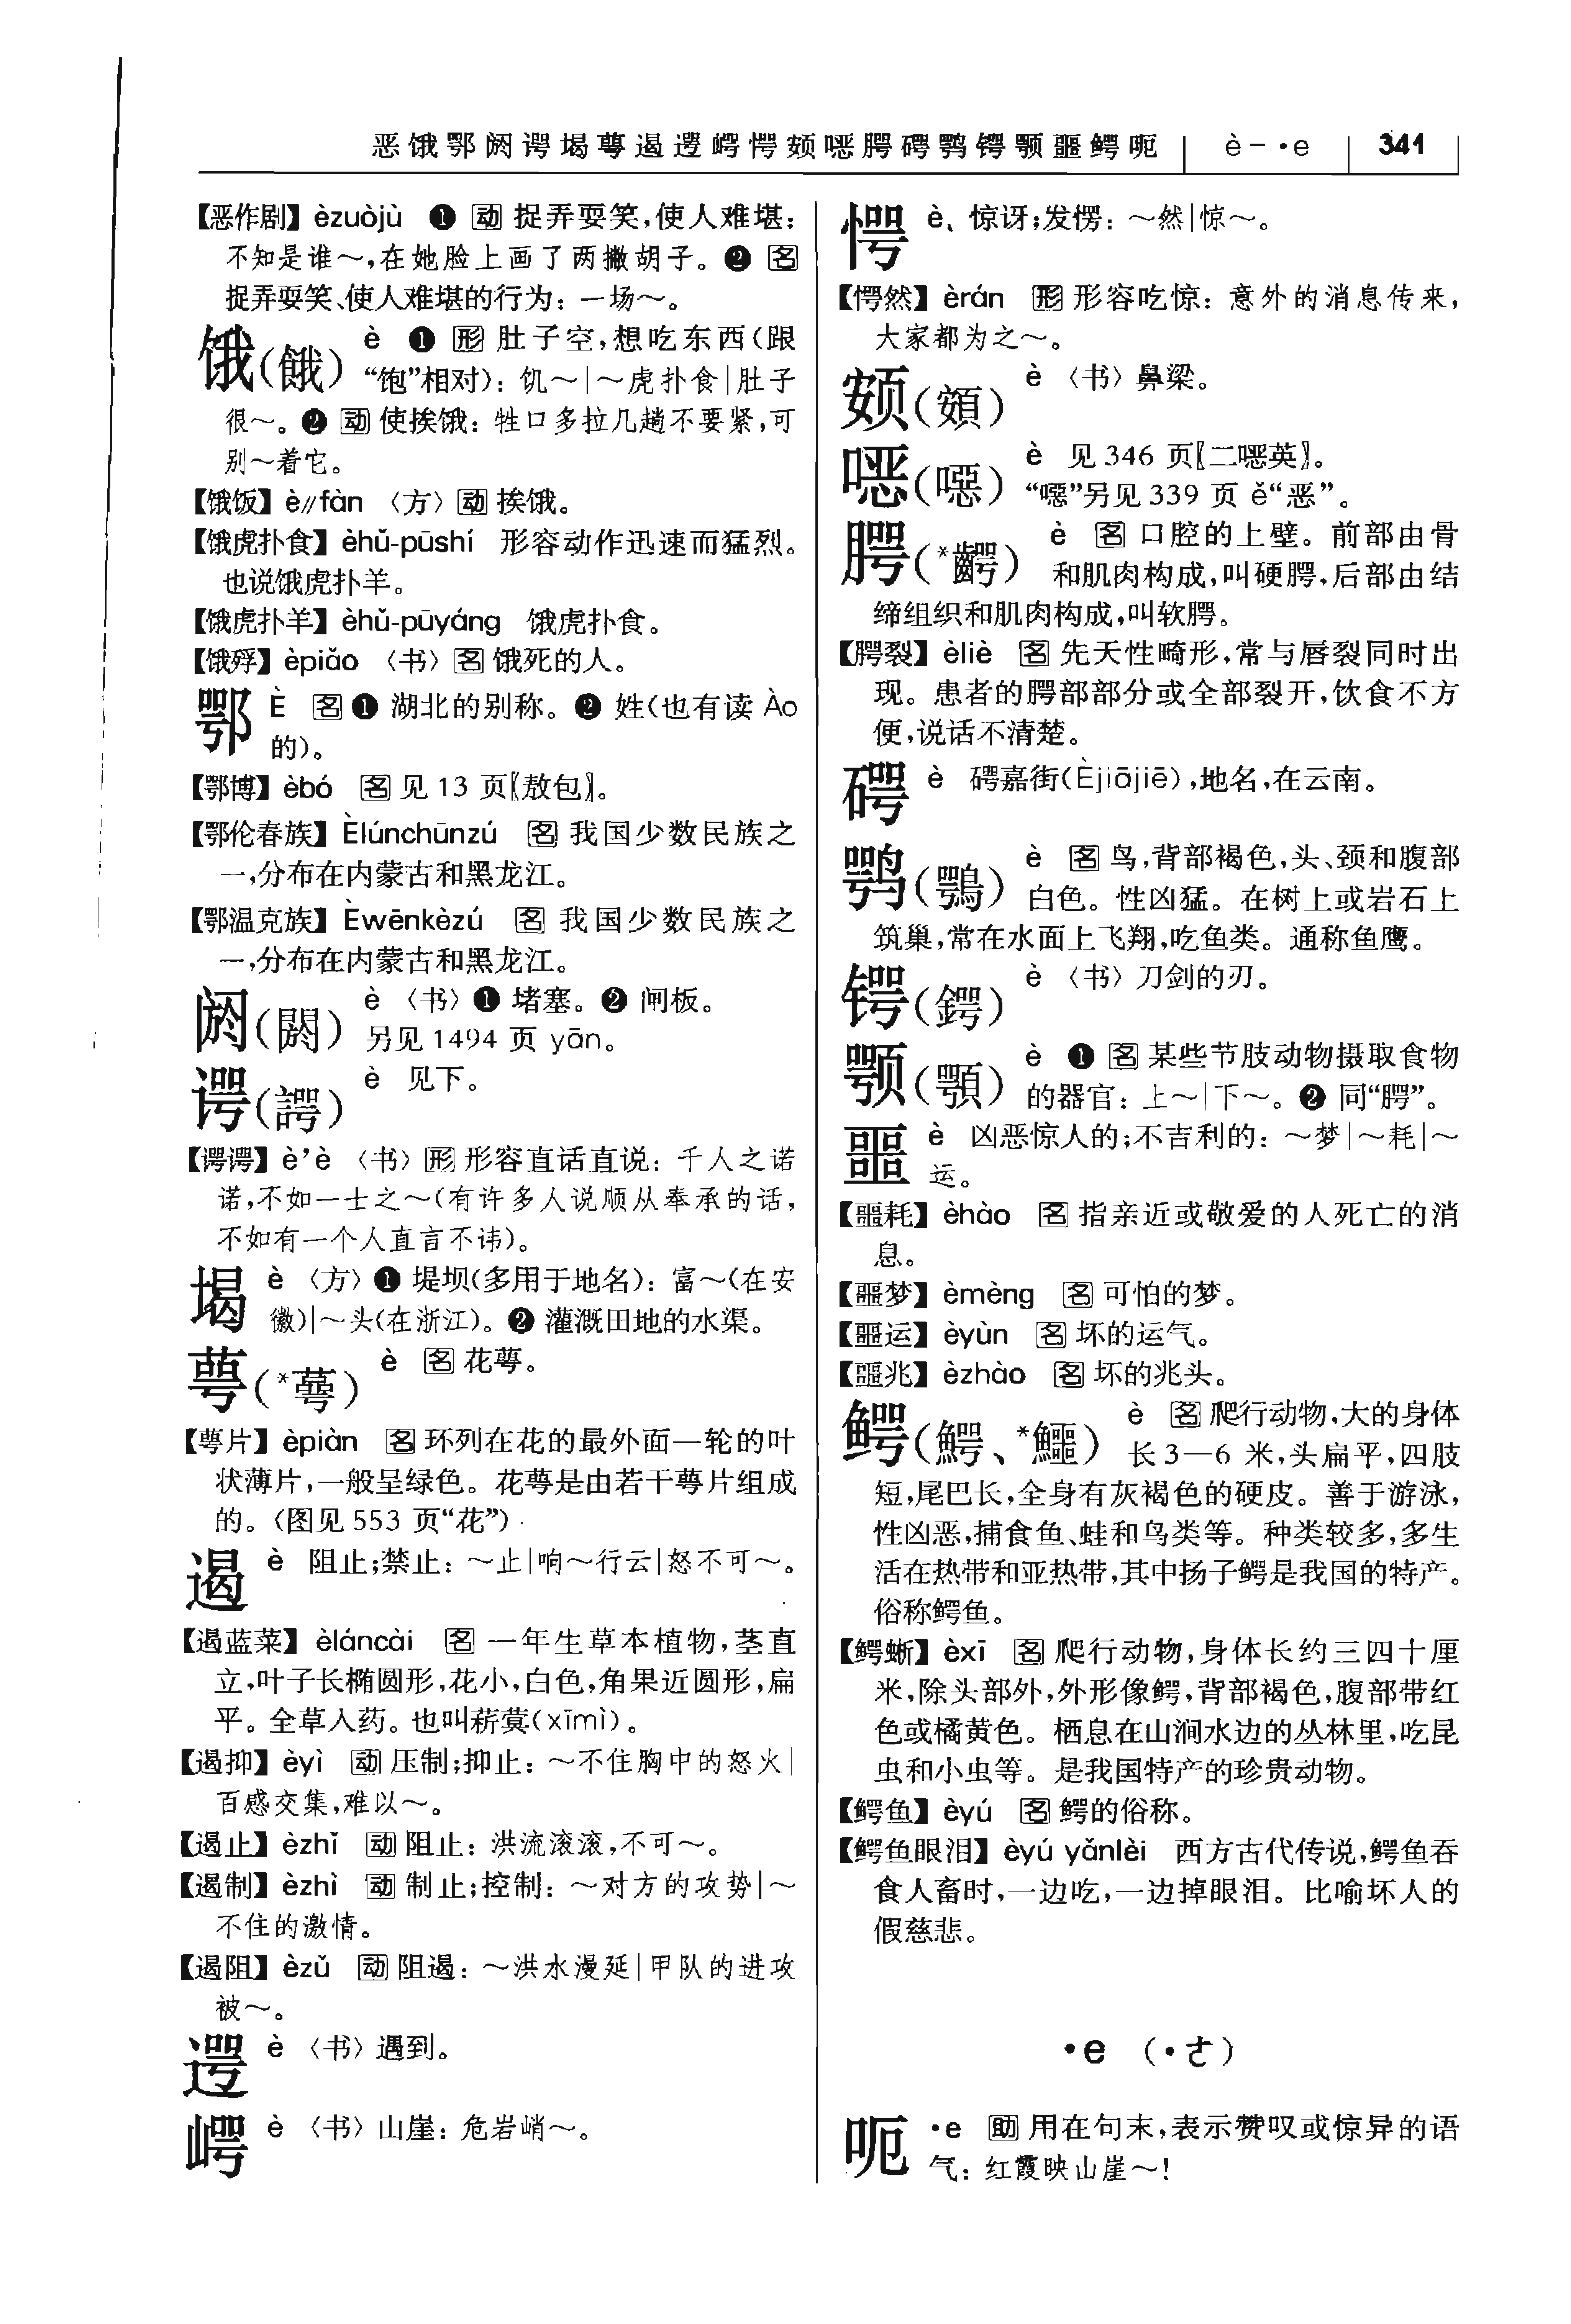 恶饿鄂阏谔堨萼遏遌崿愕𬱟𫫇腭碍鹗锷颚噩鳄呃 è－·e 341
【恶作剧】èzuòjù ❶ 动 捉弄耍笑,使人难堪：
不知是谁～,在她脸上画了两撇胡子。❷ 名
捉弄耍笑、使人难堪的行为：一场～。
饿(餓) è ❶ 形 肚子空,想吃东西(跟
“饱”相对)：饥～|～虎扑食|肚子
很～。❷ 动 使挨饿：牲口多拉几趟不要紧,可
别～着它。
【饿饭】è∥fàn 〈方〉动 挨饿。
【饿虎扑食】èhǔ-pūshí 形容动作迅速而猛烈。
也说饿虎扑羊。
【饿虎扑羊】èhǔ-pūyáng 饿虎扑食。
【饿殍】èpiǎo 〈书〉名 饿死的人。
鄂 È 名 ❶ 湖北的别称。❷ 姓(也有读 Ào
的)。
【鄂博】èbó 名 见 13 页〖敖包〗。
【鄂伦春族】Èlúnchūnzú 名 我国少数民族之
一,分布在内蒙古和黑龙江。
【鄂温克族】Èwēnkèzú 名 我国少数民族之
一,分布在内蒙古和黑龙江。
阏(閼) è 〈书〉❶ 堵塞。❷ 闸板。
另见 1494 页 yān。
谔(諤) è 见下。
【谔谔】è’è 〈书〉形 形容直话直说：千人之诺
诺,不如一士之～(有许多人说顺从奉承的话,
不如有一个人直言不讳)。
堨 è 〈方〉❶ 堤坝(多用于地名)：富～(在安
徽)|～头(在浙江)。❷ 灌溉田地的水渠。
萼(*蕚) è 名 花萼。
【萼片】èpiàn 名 环列在花的最外面一轮的叶
状薄片,一般呈绿色。花萼是由若干萼片组成
的。(图见 553 页“花”)
遏 è 阻止;禁止：～止|响～行云|怒不可～。
【遏蓝菜】èláncài 名 一年生草本植物,茎直
立,叶子长椭圆形,花小,白色,角果近圆形,扁
平。全草入药。也叫菥蓂(xīmì)。
【遏抑】èyì 动 压制;抑止：～不住胸中的怒火|
百感交集,难以～。
【遏止】èzhǐ 动 阻止：洪流滚滚,不可～。
【遏制】èzhì 动 制止;控制：～对方的攻势|～
不住的激情。
【遏阻】èzǔ 动 阻遏：～洪水漫延|甲队的进攻
被～。
遌 è 〈书〉遇到。
崿 è 〈书〉山崖：危岩峭～。
愕 è 惊讶;发愣：～然|惊～。
【愕然】èrán 形 形容吃惊：意外的消息传来,
大家都为之～。
𬱟(頞) è 〈书〉鼻梁。
𫫇(噁) è 见 346 页〖二𫫇英〗。
“噁”另见 339 页 ě“恶”。
腭(*齶) è 名 口腔的上壁。前部由骨
和肌肉构成,叫硬腭,后部由结
缔组织和肌肉构成,叫软腭。
【腭裂】èliè 名 先天性畸形,常与唇裂同时出
现。患者的腭部部分或全部裂开,饮食不方
便,说话不清楚。
䂺 è 䂺嘉街(Èjiājiē),地名,在云南。
鹗(鶚) è 名 鸟,背部褐色,头、颈和腹部
白色。性凶猛。在树上或岩石上
筑巢,常在水面上飞翔,吃鱼类。通称鱼鹰。
锷(鍔) è 〈书〉刀剑的刃。
颚(顎) è ❶ 名 某些节肢动物摄取食物
的器官：上～|下～。❷ 同“腭”。
噩 è 凶恶惊人的;不吉利的：～梦|～耗|～
运。
【噩耗】èhào 名 指亲近或敬爱的人死亡的消
息。
【噩梦】èmèng 名 可怕的梦。
【噩运】èyùn 名 坏的运气。
【噩兆】èzhào 名 坏的兆头。
鳄(鰐、*鱷) è 名 爬行动物,大的身体
长 3—6 米,头扁平,四肢
短,尾巴长,全身有灰褐色的硬皮。善于游泳,
性凶恶,捕食鱼、蛙和鸟类等。种类较多,多生
活在热带和亚热带,其中扬子鳄是我国的特产。
俗称鳄鱼。
【鳄蜥】èxī 名 爬行动物,身体长约三四十厘
米,除头部外,外形像鳄,背部褐色,腹部带红
色或橘黄色。栖息在山涧水边的丛林里,吃昆
虫和小虫等。是我国特产的珍贵动物。
【鳄鱼】èyú 名 鳄的俗称。
【鳄鱼眼泪】èyú yǎnlèi 西方古代传说,鳄鱼吞
食人畜时,一边吃,一边掉眼泪。比喻坏人的
假慈悲。
·e （·ㄜ）
呃 ·e 助 用在句末,表示赞叹或惊异的语
气：红霞映山崖～!